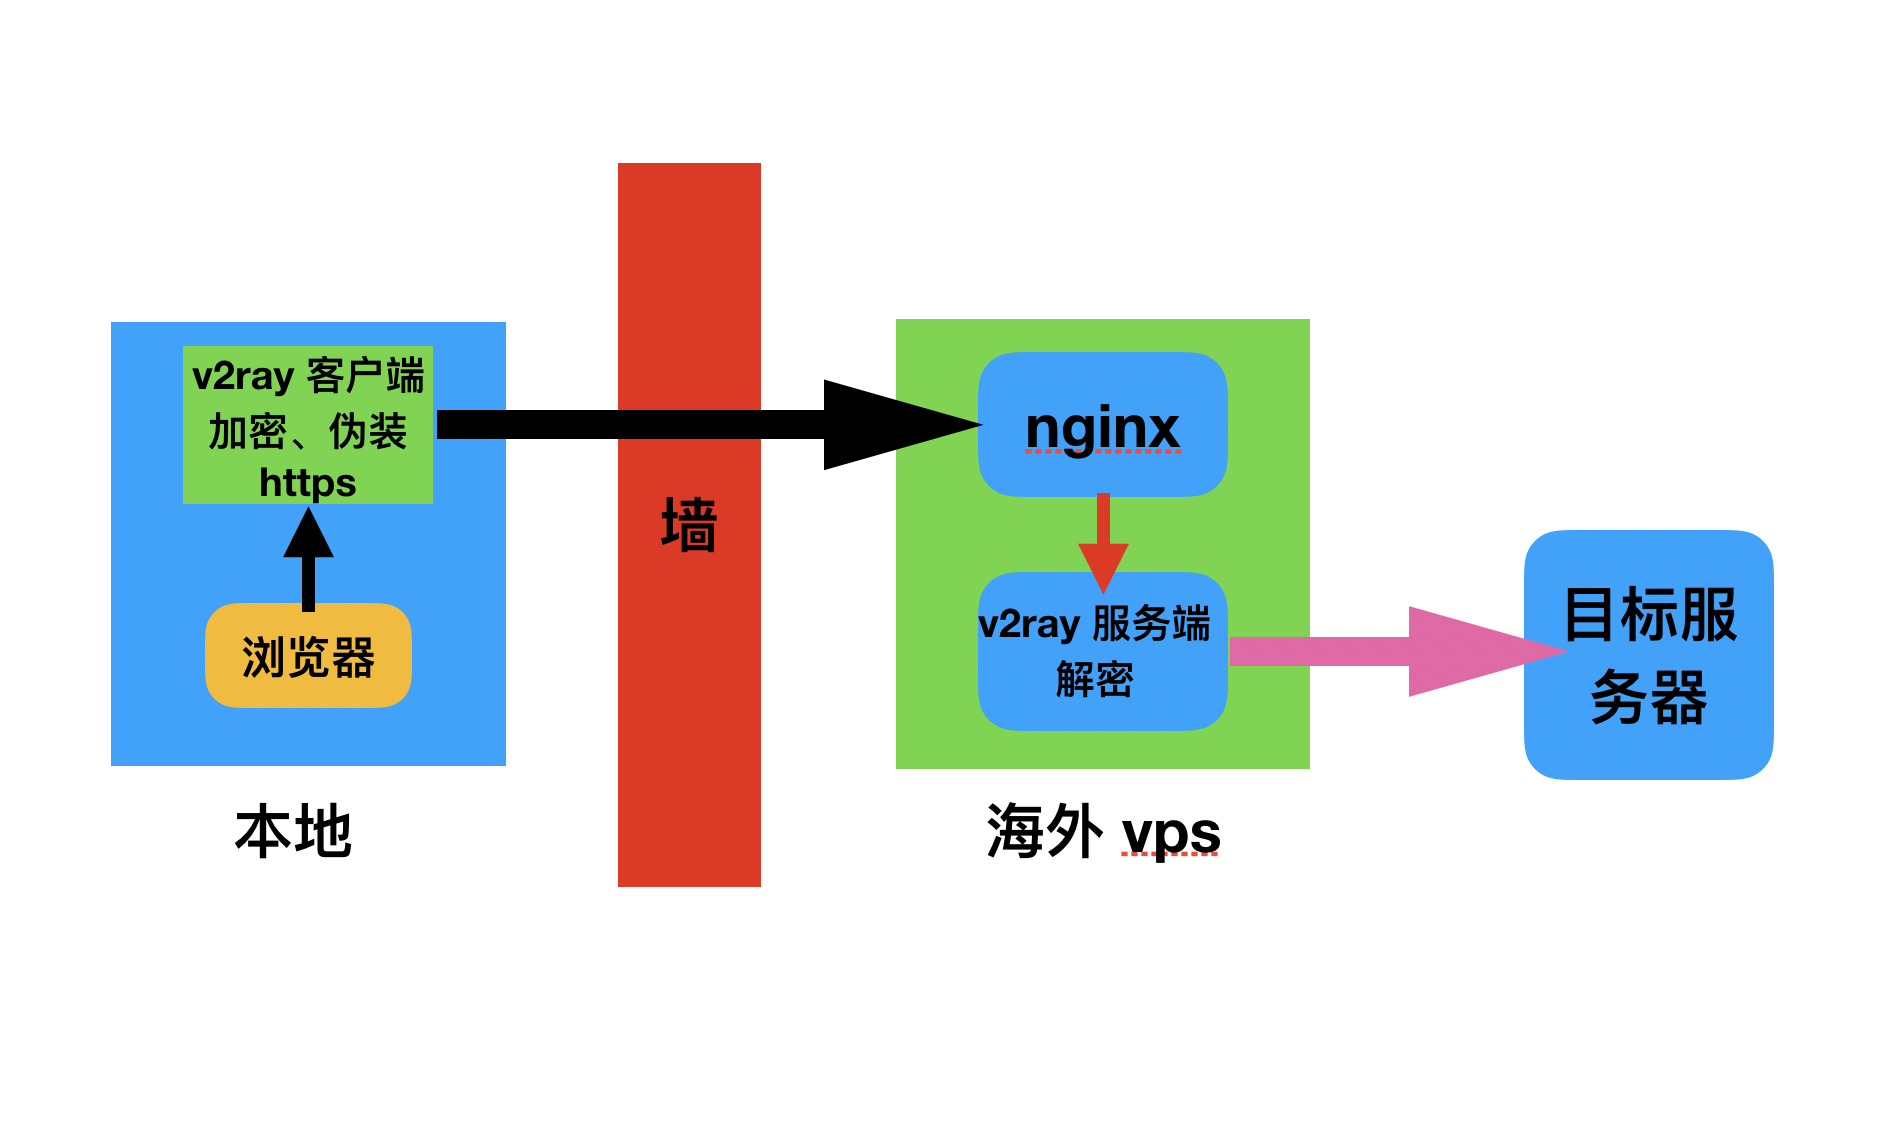 v2ray 客户端
加密、伪装
https
浏览器
本地
墙
nginx
v2ray 服务端
解密
海外 vps
目标服
务器